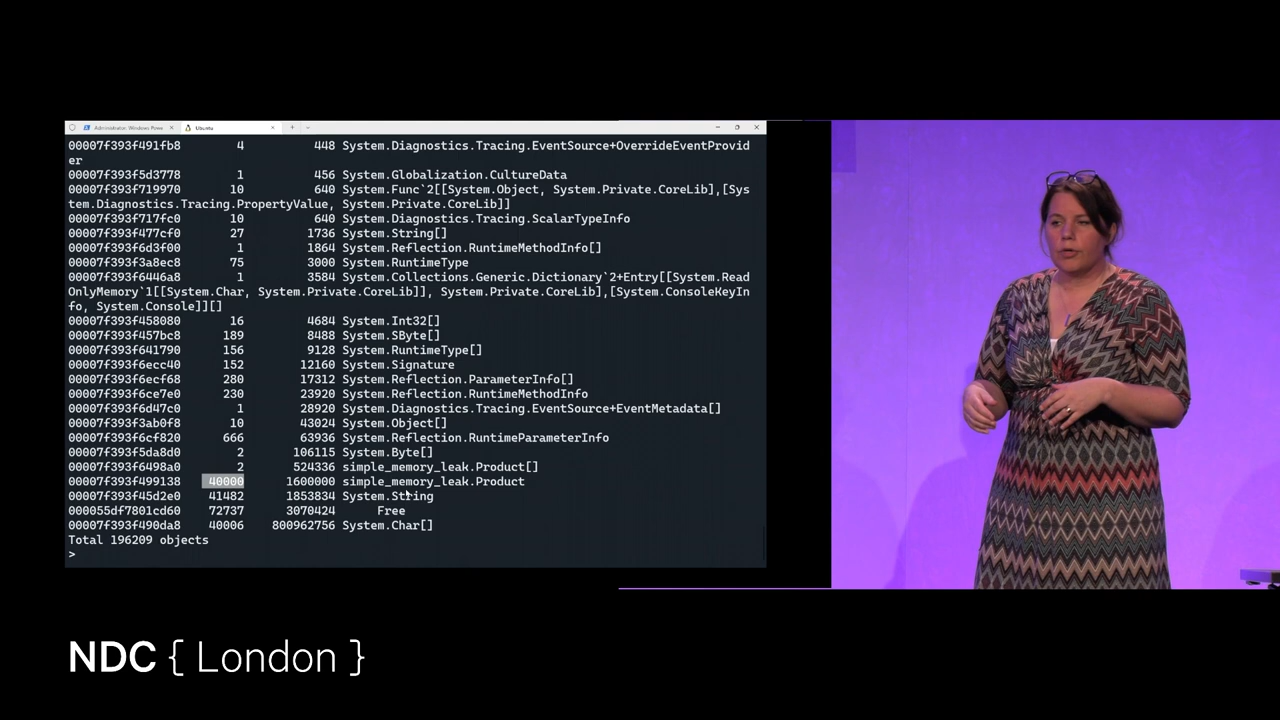 Administrator: Windows Powe
Ubuntu
00007f393f491fb8 4 448 System.Diagnostics.Tracing.EventSource+OverrideEventProvid
er
00007f393f5d3778 1 456 System.Globalization.CultureData
00007f393f719970 10 640 System.Func`2[[System.Object, System.Private.CoreLib],[Sys
tem.Diagnostics.Tracing.PropertyValue, System.Private.CoreLib]]
00007f393f717fc0 10 640 System.Diagnostics.Tracing.ScalarTypeInfo
00007f393f477cf0 27 1736 System.String[]
00007f393f6d3f00 1 1864 System.Reflection.RuntimeMethodInfo[]
00007f393f3a8ec8 75 3000 System.RuntimeType
00007f393f6446a8 1 3584 System.Collections.Generic.Dictionary`2+Entry[[System.Read
OnlyMemory`1[[System.Char, System.Private.CoreLib]], System.Private.CoreLib],[System.ConsoleKeyIn
fo, System.Console]][]
00007f393f458080 16 4684 System.Int32[]
00007f393f457bc8 189 8488 System.SByte[]
00007f393f641790 156 9128 System.RuntimeType[]
00007f393f6ecc40 152 12160 System.Signature
00007f393f6ecf68 280 17312 System.Reflection.ParameterInfo[]
00007f393f6ce7e0 230 23920 System.Reflection.RuntimeMethodInfo
00007f393f6d47c0 1 28920 System.Diagnostics.Tracing.EventSource+EventMetadata[]
00007f393f3ab0f8 10 43024 System.Object[]
00007f393f6cf820 666 63936 System.Reflection.RuntimeParameterInfo
00007f393f5da8d0 2 106115 System.Byte[]
00007f393f6498a0 2 524336 simple_memory_leak.Product[]
00007f393f499138 40000 1600000 simple_memory_leak.Product
00007f393f45d2e0 41482 1853834 System.String
000055df7801cd60 72737 3070424 Free
00007f393f490da8 40006 800962756 System.Char[]
Total 196209 objects
>
NDC { London }